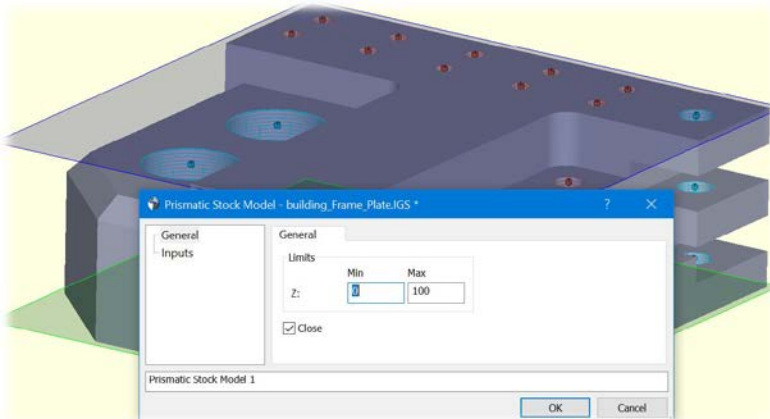 Prismatic Stock Model - building_Frame_Plate.IGS * ?
General
Inputs
General
Limits
Min Max
Z: 0 100
Close
Prismatic Stock Model 1
OK Cancel